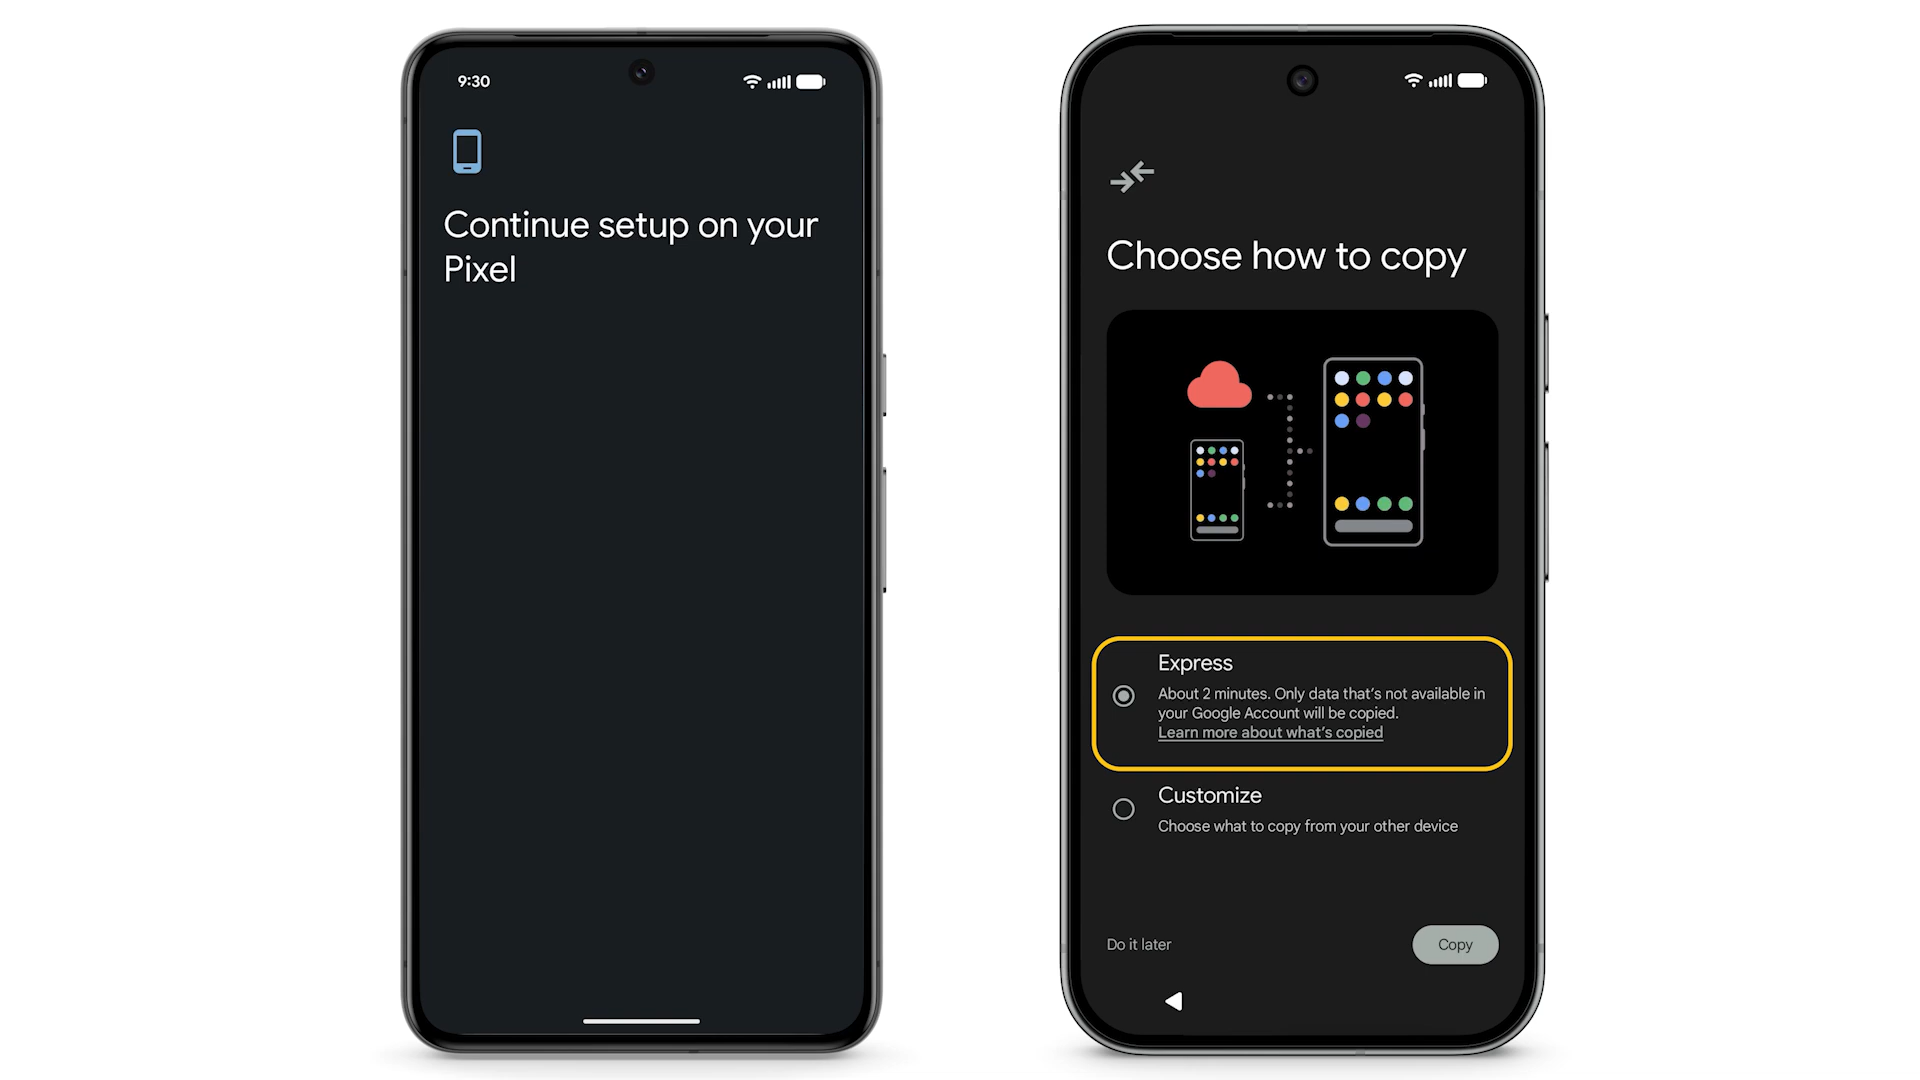 9:30
Continue setup on your
Pixel
Choose how to copy
Express
About 2 minutes. Only data that’s not available in
your Google Account will be copied.
Learn more about what’s copied
Customize
Choose what to copy from your other device
Do it later
Copy